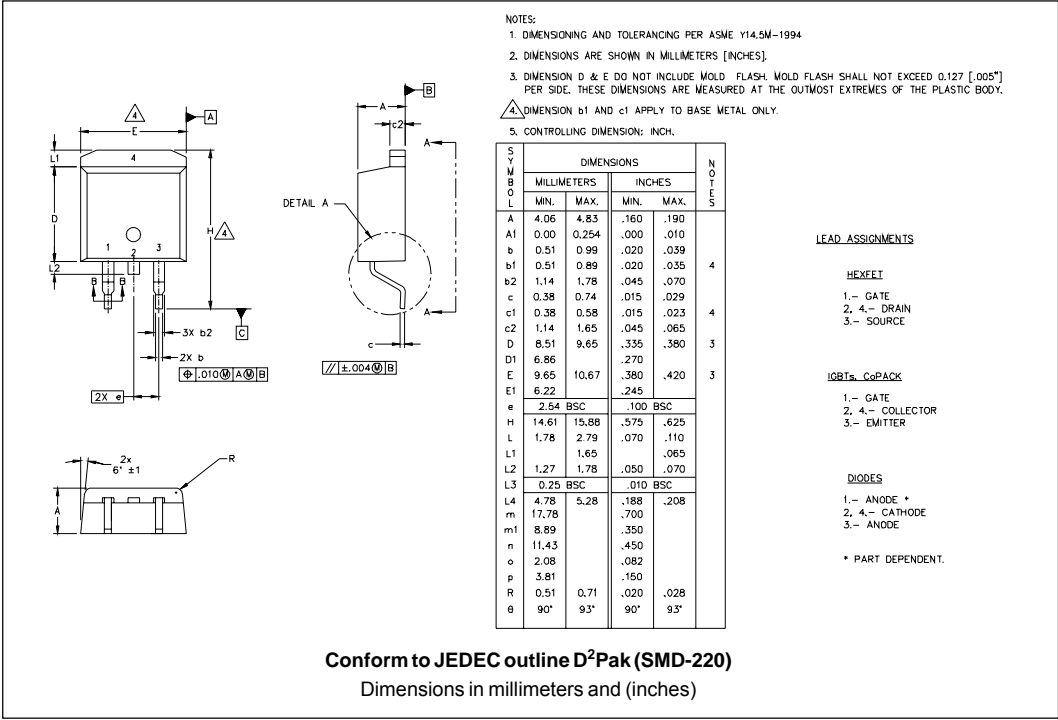 NOTES:
1. DIMENSIONING AND TOLERANCING PER ASME Y14.5M-1994
2. DIMENSIONS ARE SHOWN IN MILLIMETERS [INCHES].
3. DIMENSION D & E DO NOT INCLUDE MOLD FLASH. MOLD FLASH SHALL NOT EXCEED 0.127 [.005"]
PER SIDE. THESE DIMENSIONS ARE MEASURED AT THE OUTMOST EXTREMES OF THE PLASTIC BODY.
4. DIMENSION b1 AND c1 APPLY TO BASE METAL ONLY.
5. CONTROLLING DIMENSION: INCH.
4
E
A
L1
4
D
H 4
1 2 3
L2
B B
C
3X b2
2X b
⌖ .010 Ⓜ A Ⓜ B
2X e
A
B
c2
A
DETAIL A
A
c
// ±.004 Ⓜ B
2x
6° ±1
R
A
SYMBOL DIMENSIONS NOTES
MILLIMETERS INCHES
MIN. MAX. MIN. MAX.
A 4.06 4.83 .160 .190
A1 0.00 0.254 .000 .010
b 0.51 0.99 .020 .039
b1 0.51 0.89 .020 .035 4
b2 1.14 1.78 .045 .070
c 0.38 0.74 .015 .029
c1 0.38 0.58 .015 .023 4
c2 1.14 1.65 .045 .065
D 8.51 9.65 .335 .380 3
D1 6.86 .270
E 9.65 10.67 .380 .420 3
E1 6.22 .245
e 2.54 BSC .100 BSC
H 14.61 15.88 .575 .625
L 1.78 2.79 .070 .110
L1 1.65 .065
L2 1.27 1.78 .050 .070
L3 0.25 BSC .010 BSC
L4 4.78 5.28 .188 .208
m 17.78 .700
m1 8.89 .350
n 11.43 .450
o 2.08 .082
p 3.81 .150
R 0.51 0.71 .020 .028
θ 90° 93° 90° 93°
LEAD ASSIGNMENTS
HEXFET
1.- GATE
2, 4.- DRAIN
3.- SOURCE
IGBTs, CoPACK
1.- GATE
2, 4.- COLLECTOR
3.- EMITTER
DIODES
1.- ANODE *
2, 4.- CATHODE
3.- ANODE
* PART DEPENDENT.
Conform to JEDEC outline D²Pak (SMD-220)
Dimensions in millimeters and (inches)